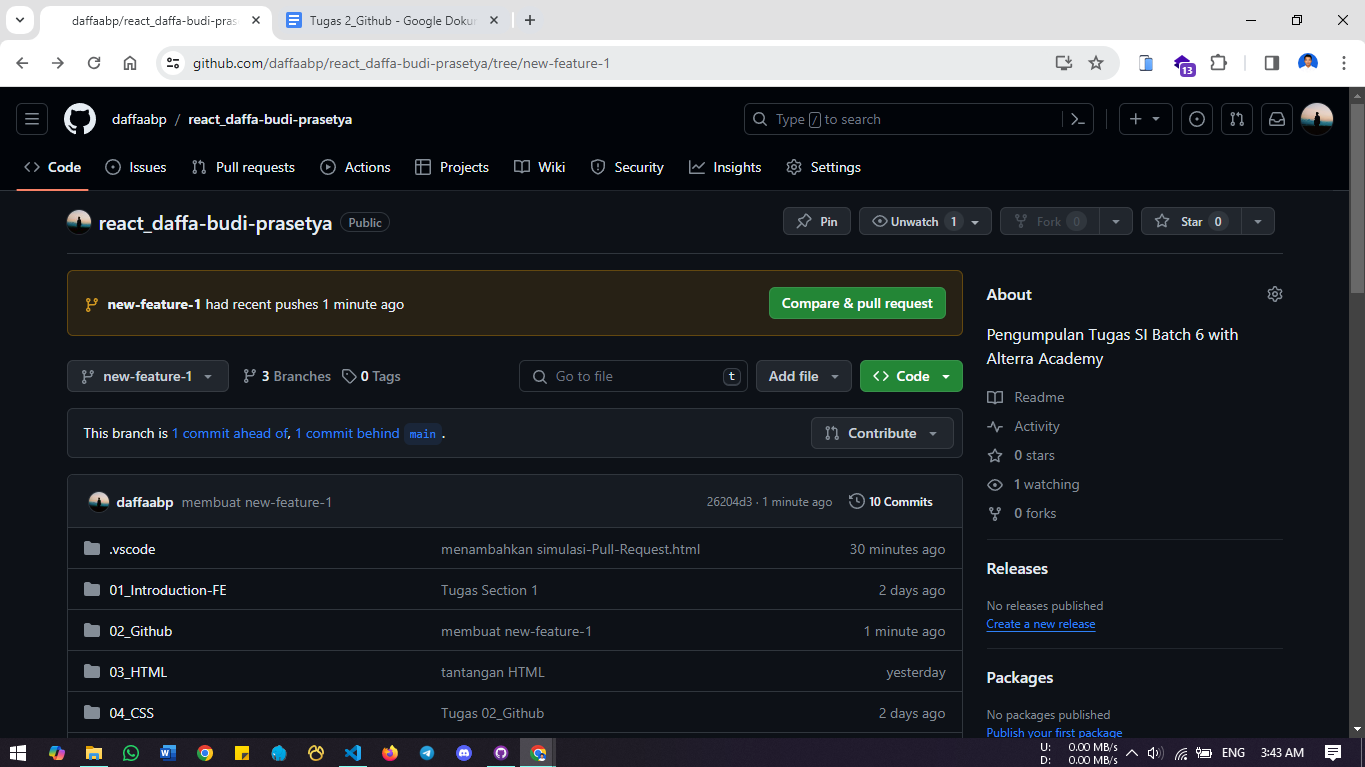 daffaabp/react_daffa-budi-pras
Tugas 2_Github - Google Dokun
github.com/daffaabp/react_daffa-budi-prasetya/tree/new-feature-1
13
daffaabp / react_daffa-budi-prasetya
Type / to search
Code
Issues
Pull requests
Actions
Projects
Wiki
Security
Insights
Settings
react_daffa-budi-prasetya Public
Pin
Unwatch 1
Fork 0
Star 0
new-feature-1 had recent pushes 1 minute ago
Compare & pull request
new-feature-1
3 Branches
0 Tags
Go to file
t
Add file
Code
This branch is 1 commit ahead of, 1 commit behind main.
Contribute
daffaabp membuat new-feature-1 26204d3 · 1 minute ago 10 Commits
.vscode menambahkan simulasi-Pull-Request.html 30 minutes ago
01_Introduction-FE Tugas Section 1 2 days ago
02_Github membuat new-feature-1 1 minute ago
03_HTML tantangan HTML yesterday
04_CSS Tugas 02_Github 2 days ago
About
Pengumpulan Tugas SI Batch 6 with
Alterra Academy
Readme
Activity
0 stars
1 watching
0 forks
Releases
No releases published
Create a new release
Packages
No packages published
Publish your first package
U: 0.00 MB/s
D: 0.00 MB/s
ENG
3:43 AM